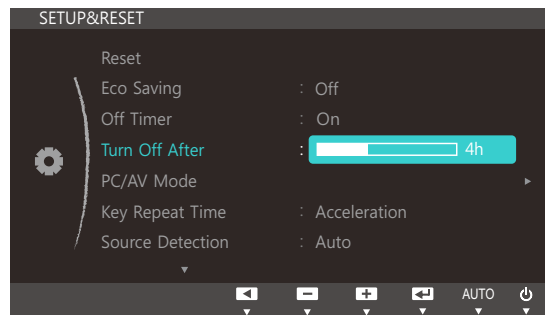 SETUP&RESET
Reset
Eco Saving : Off
Off Timer : On
Turn Off After : 4h
PC/AV Mode
Key Repeat Time : Acceleration
Source Detection : Auto
AUTO